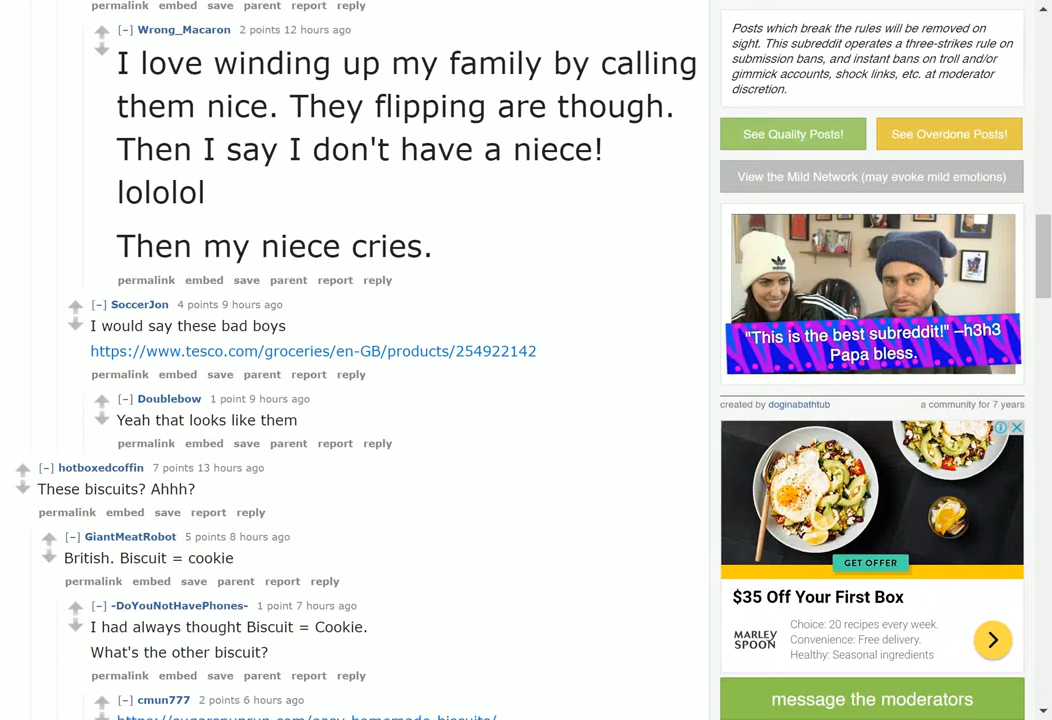 permalink embed save parent report reply
[–] Wrong_Macaron 2 points 12 hours ago
I love winding up my family by calling
them nice. They flipping are though.
Then I say I don't have a niece!
lololol
Then my niece cries.
permalink embed save parent report reply
[–] SoccerJon 4 points 9 hours ago
I would say these bad boys
https://www.tesco.com/groceries/en-GB/products/254922142
permalink embed save parent report reply
[–] Doublebow 1 point 9 hours ago
Yeah that looks like them
permalink embed save parent report reply
[–] hotboxedcoffin 7 points 13 hours ago
These biscuits? Ahhh?
permalink embed save report reply
[–] GiantMeatRobot 5 points 8 hours ago
British. Biscuit = cookie
permalink embed save parent report reply
[–] -DoYouNotHavePhones- 1 point 7 hours ago
I had always thought Biscuit = Cookie.
What's the other biscuit?
permalink embed save parent report reply
[–] cmun777 2 points 6 hours ago
https://sugarspunrun.com/easy-homemade-biscuits/
Posts which break the rules will be removed on
sight. This subreddit operates a three-strikes rule on
submission bans, and instant bans on troll and/or
gimmick accounts, shock links, etc. at moderator
discretion.
See Quality Posts! See Overdone Posts!
View the Mild Network (may evoke mild emotions)
adidas
"This is the best subreddit!" –h3h3
Papa bless.
created by doginabathtub a community for 7 years
GET OFFER
$35 Off Your First Box
MARLEY
SPOON
Choice: 20 recipes every week.
Convenience: Free delivery.
Healthy: Seasonal ingredients
message the moderators